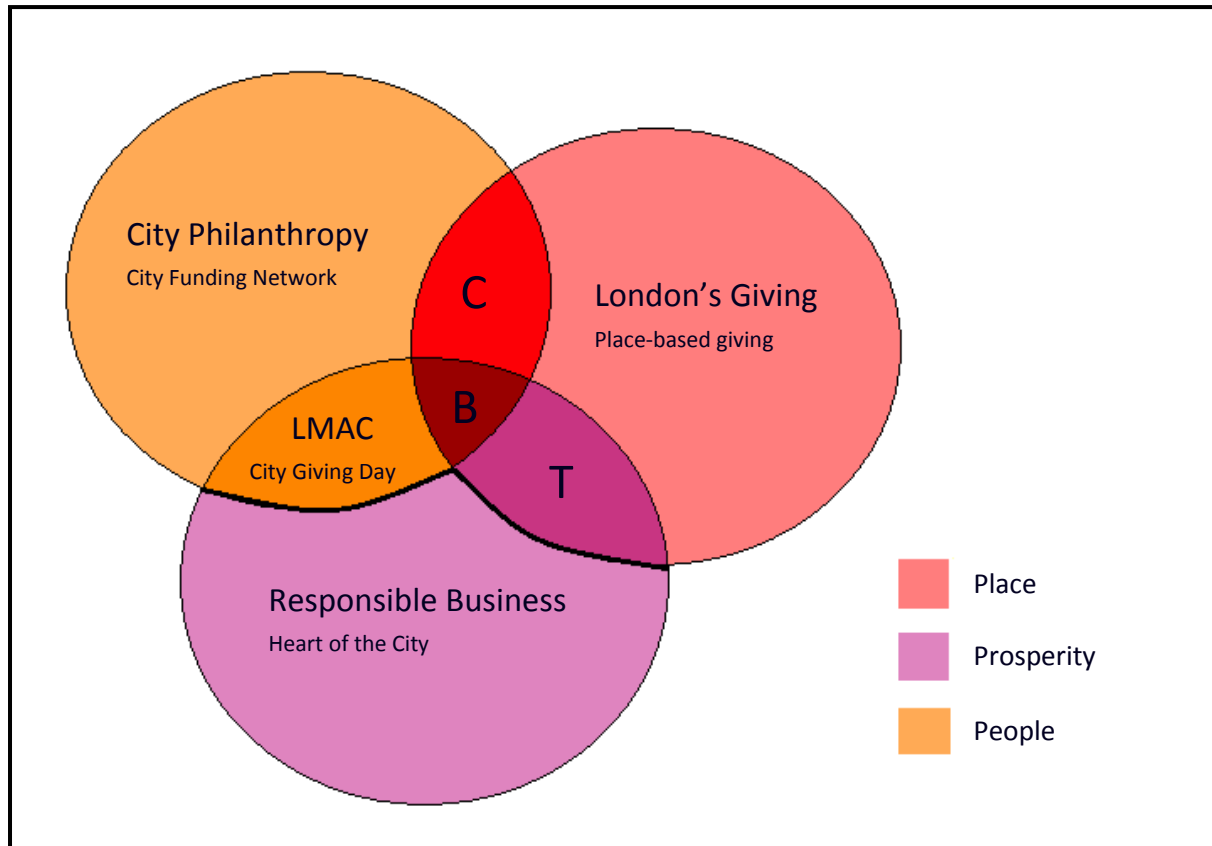 City Philanthropy
City Funding Network
C
London's Giving
Place-based giving
B
LMAC
City Giving Day
T
Responsible Business
Heart of the City
Place
Prosperity
People